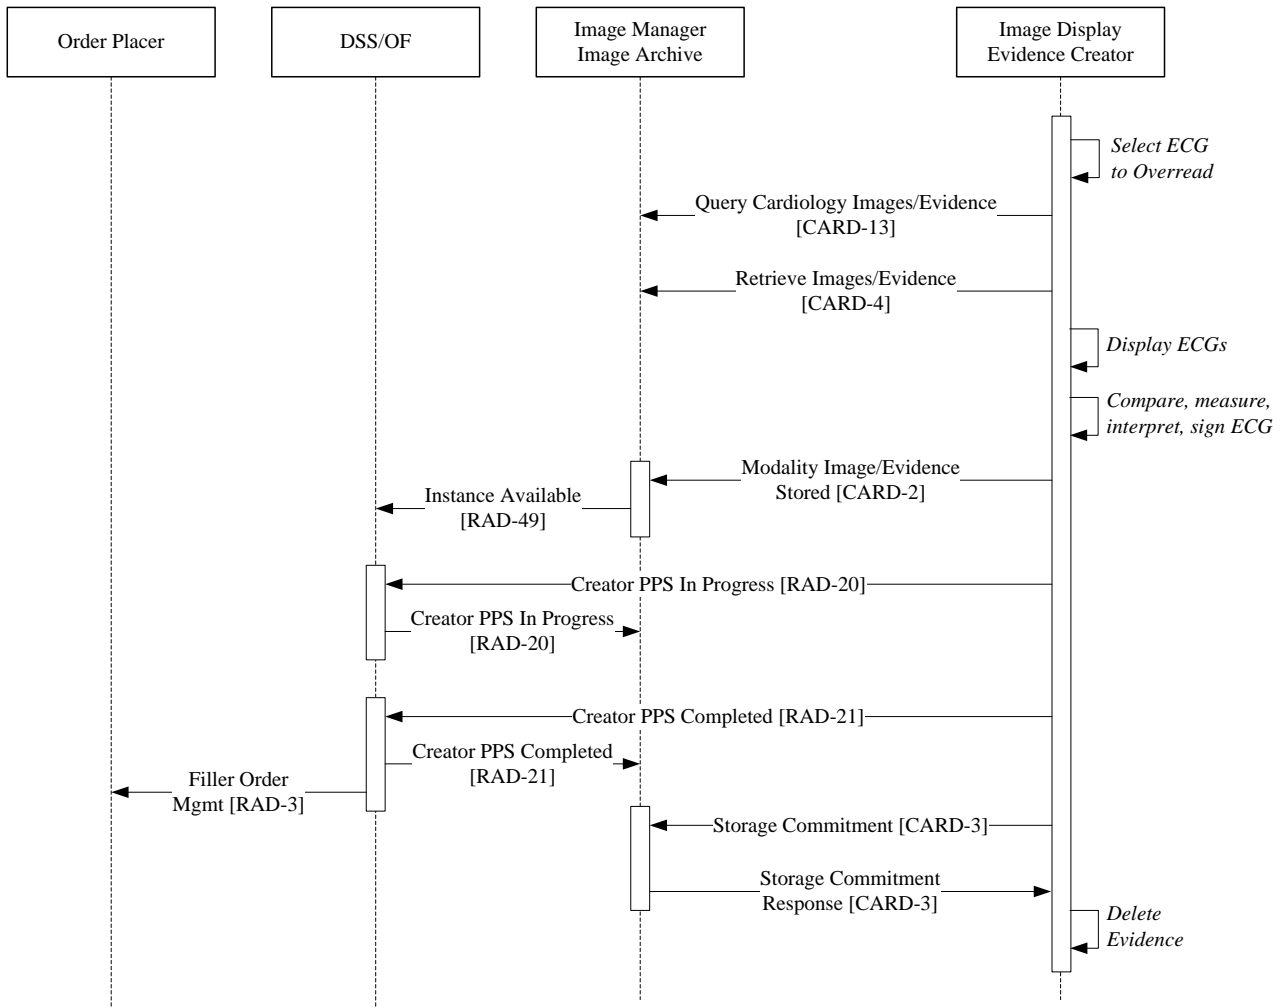 Order Placer
DSS/OF
Image Manager
Image Archive
Image Display
Evidence Creator
Select ECG
to Overread
Query Cardiology Images/Evidence
[CARD-13]
Retrieve Images/Evidence
[CARD-4]
Display ECGs
Compare, measure,
interpret, sign ECG
Modality Image/Evidence
Stored [CARD-2]
Instance Available
[RAD-49]
Creator PPS In Progress [RAD-20]
Creator PPS In Progress
[RAD-20]
Creator PPS Completed [RAD-21]
Creator PPS Completed
[RAD-21]
Filler Order
Mgmt [RAD-3]
Storage Commitment [CARD-3]
Storage Commitment
Response [CARD-3]
Delete
Evidence